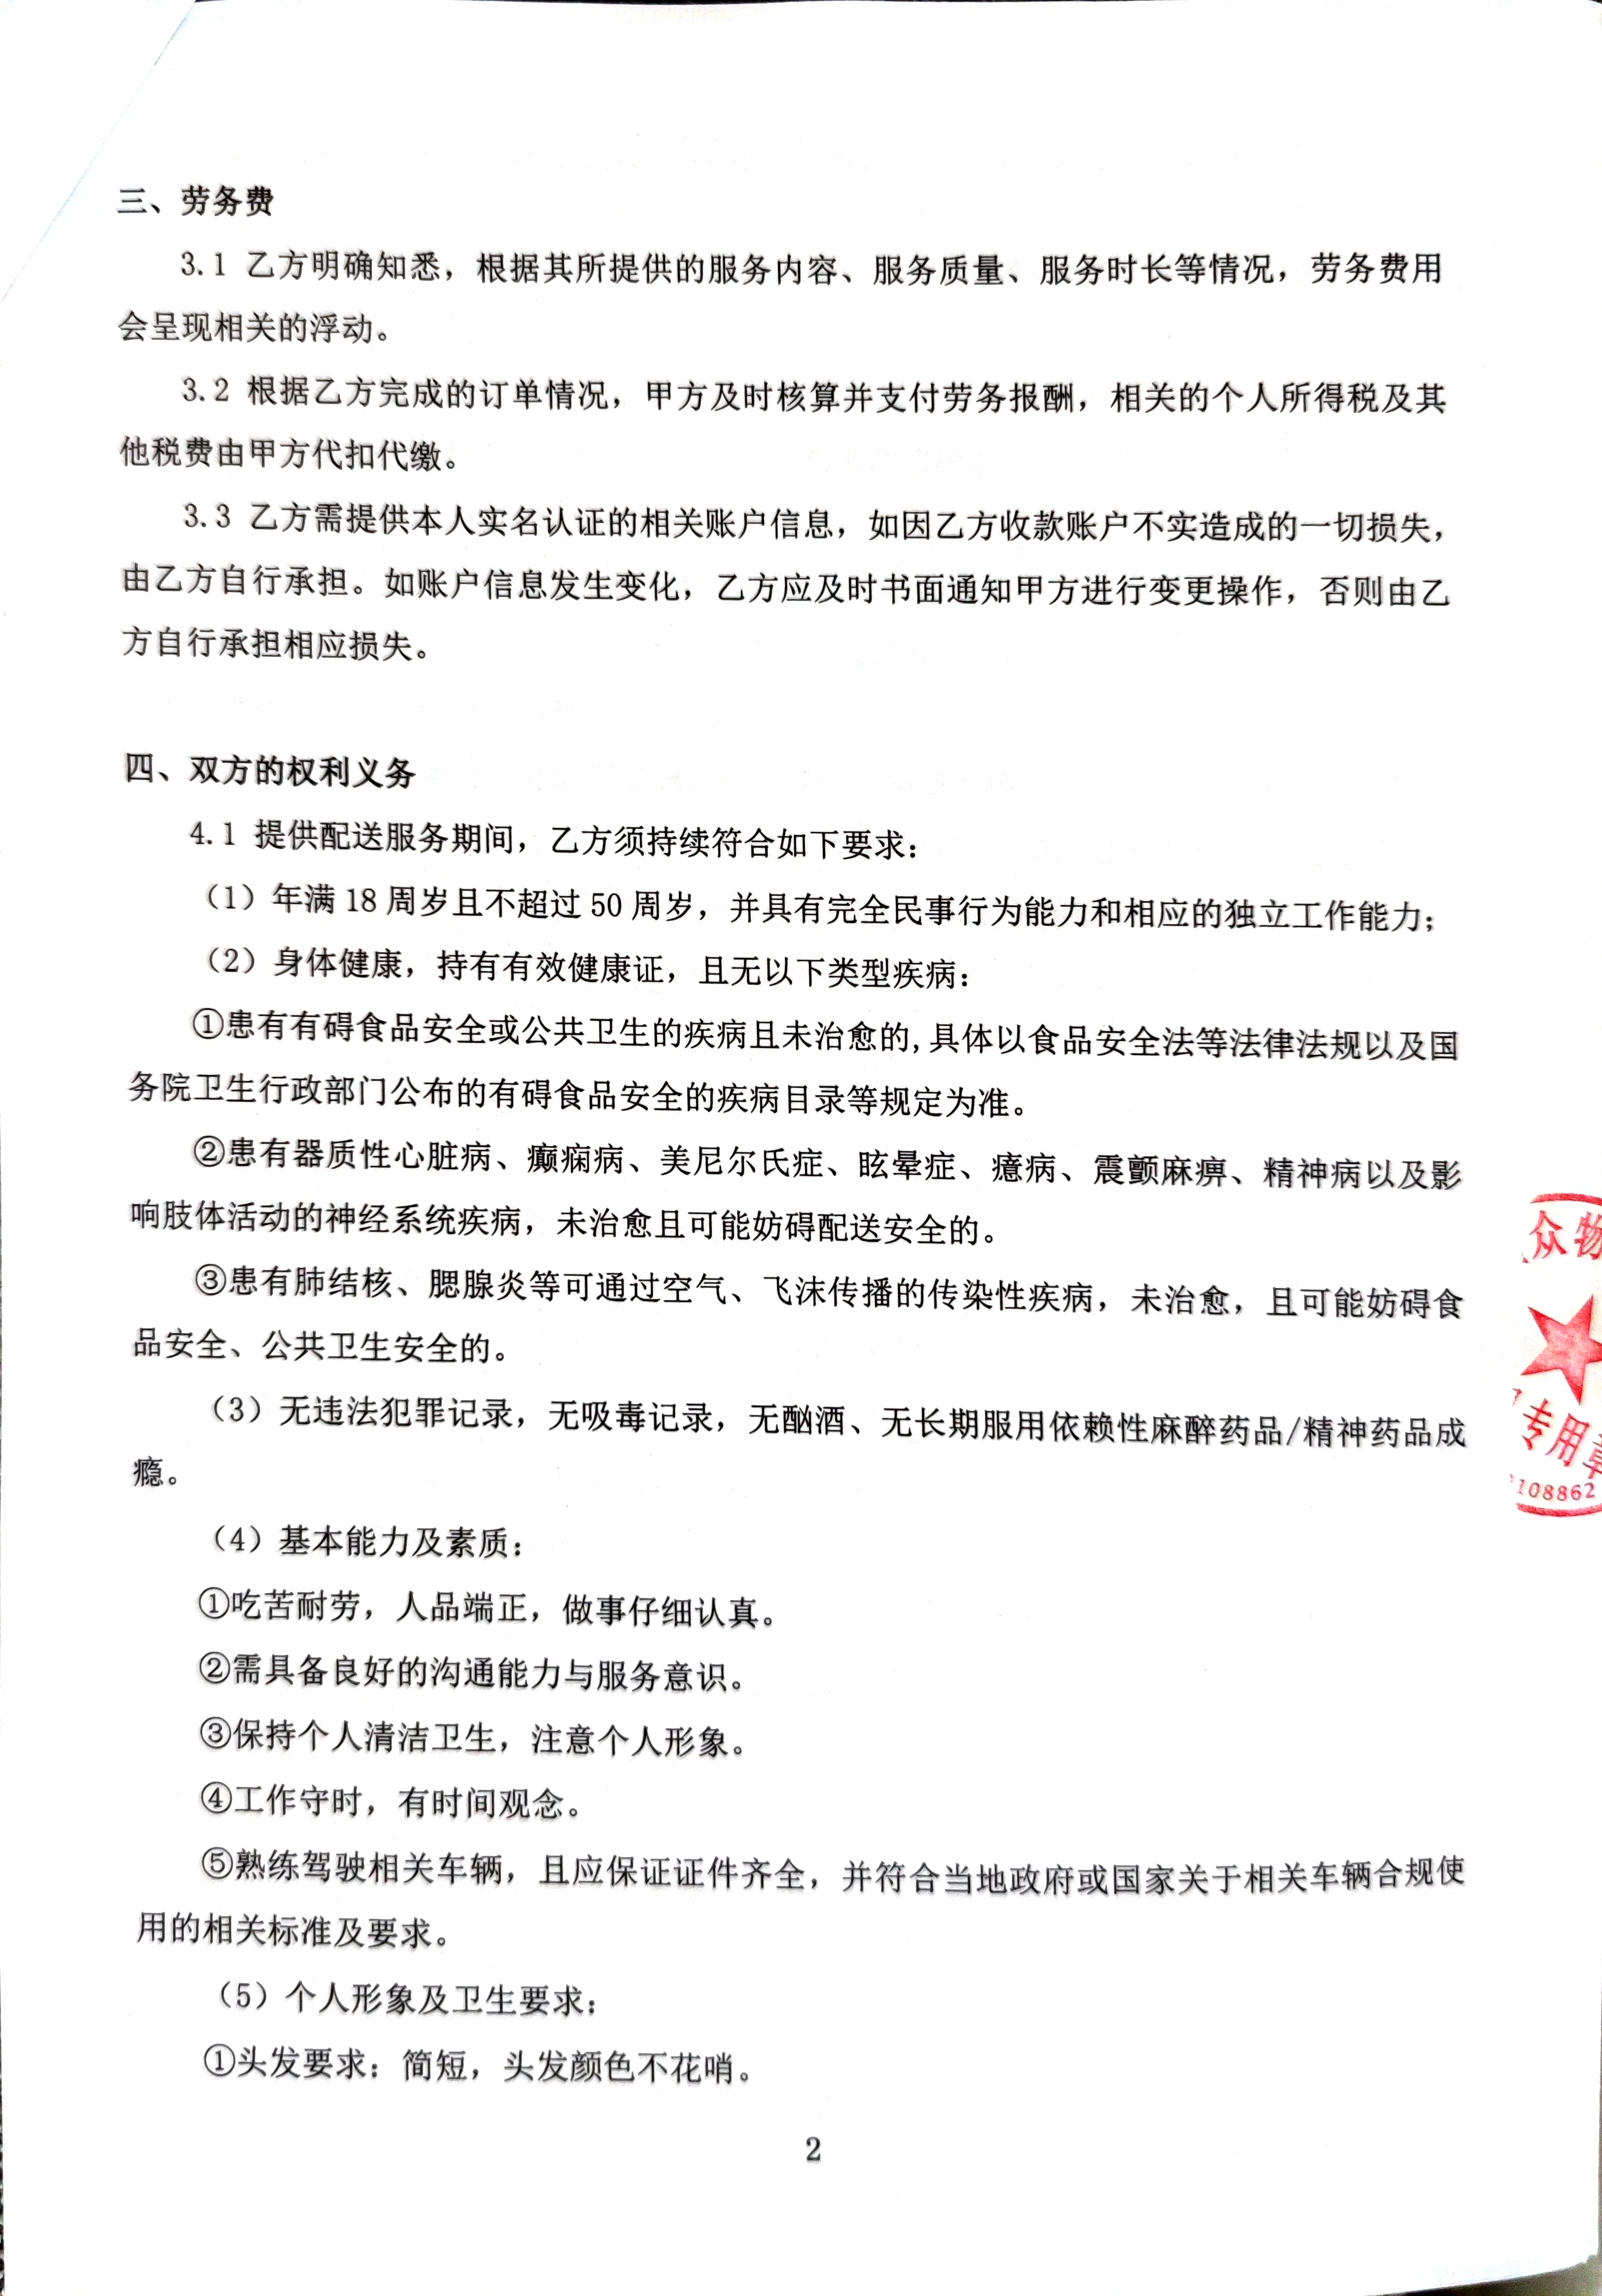 三、劳务费
3.1 乙方明确知悉，根据其所提供的服务内容、服务质量、服务时长等情况，劳务费用
会呈现相关的浮动。
3.2 根据乙方完成的订单情况，甲方及时核算并支付劳务报酬，相关的个人所得税及其
他税费由甲方代扣代缴。
3.3 乙方需提供本人实名认证的相关账户信息，如因乙方收款账户不实造成的一切损失，
由乙方自行承担。如账户信息发生变化，乙方应及时书面通知甲方进行变更操作，否则由乙
方自行承担相应损失。
四、双方的权利义务
4.1 提供配送服务期间，乙方须持续符合如下要求：
（1）年满 18 周岁且不超过 50 周岁，并具有完全民事行为能力和相应的独立工作能力；
（2）身体健康，持有有效健康证，且无以下类型疾病：
①患有有碍食品安全或公共卫生的疾病且未治愈的,具体以食品安全法等法律法规以及国
务院卫生行政部门公布的有碍食品安全的疾病目录等规定为准。
②患有器质性心脏病、癫痫病、美尼尔氏症、眩晕症、癔病、震颤麻痹、精神病以及影
响肢体活动的神经系统疾病，未治愈且可能妨碍配送安全的。
③患有肺结核、腮腺炎等可通过空气、飞沫传播的传染性疾病，未治愈，且可能妨碍食
品安全、公共卫生安全的。
（3）无违法犯罪记录，无吸毒记录，无酗酒、无长期服用依赖性麻醉药品/精神药品成
瘾。
（4）基本能力及素质：
①吃苦耐劳，人品端正，做事仔细认真。
②需具备良好的沟通能力与服务意识。
③保持个人清洁卫生，注意个人形象。
④工作守时，有时间观念。
⑤熟练驾驶相关车辆，且应保证证件齐全，并符合当地政府或国家关于相关车辆合规使
用的相关标准及要求。
（5）个人形象及卫生要求：
①头发要求：简短，头发颜色不花哨。
2
众物
专用章
108862